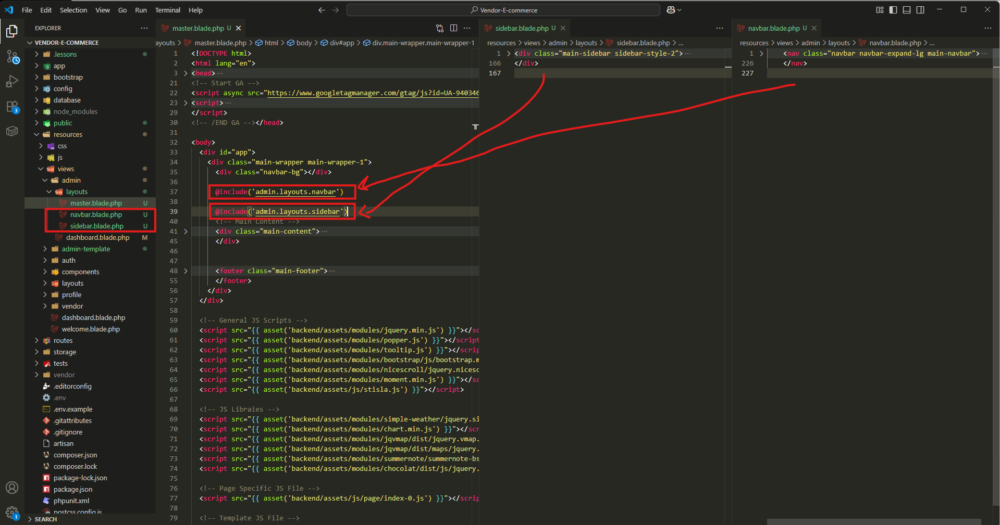 File Edit Selection View Go Run Terminal Help
Vendor-E-commerce
EXPLORER
VENDOR-E-COMMERCE
.lessons
app
bootstrap
config
database
node_modules
public
resources
css
js
views
admin
layouts
master.blade.php U
navbar.blade.php U
sidebar.blade.php U
dashboard.blade.php M
admin-template
auth
components
layouts
profile
vendor
dashboard.blade.php
welcome.blade.php
routes
storage
tests
vendor
.editorconfig
.env
.env.example
.gitattributes
.gitignore
artisan
composer.json
composer.lock
package-lock.json
package.json
phpunit.xml
postcss.config.js
SEARCH
3
1
master.blade.php U
ayouts > master.blade.php > html > body > div#app > div.main-wrapper.main-wrapper-1
1 <!DOCTYPE html>
2 <html lang="en">
3 <head> ...
21 <!-- Start GA -->
22 <script async src="https://www.googletagmanager.com/gtag/js?id=UA-940346
23 <script> ...
29 </script>
30 <!-- /END GA --></head>
31
32 <body>
33 <div id="app">
34 <div class="main-wrapper main-wrapper-1">
35 <div class="navbar-bg"></div>
36
37 @include('admin.layouts.navbar')
38
39 @include('admin.layouts.sidebar')
40 <!-- Main Content -->
41 <div class="main-content"> ...
45 </div>
46
47
48 <footer class="main-footer"> ...
55 </footer>
56 </div>
57 </div>
58
59 <!-- General JS Scripts -->
60 <script src="{{ asset('backend/assets/modules/jquery.min.js') }}"></sc
61 <script src="{{ asset('backend/assets/modules/popper.js') }}"></script
62 <script src="{{ asset('backend/assets/modules/tooltip.js') }}"></scrip
63 <script src="{{ asset('backend/assets/modules/bootstrap/js/bootstrap.m
64 <script src="{{ asset('backend/assets/modules/nicescroll/jquery.nicesc
65 <script src="{{ asset('backend/assets/modules/moment.min.js') }}"></sc
66 <script src="{{ asset('backend/assets/js/stisla.js') }}"></script>
67
68 <!-- JS Libraies -->
69 <script src="{{ asset('backend/assets/modules/simple-weather/jquery.si
70 <script src="{{ asset('backend/assets/modules/chart.min.js') }}"></scr
71 <script src="{{ asset('backend/assets/modules/jqvmap/dist/jquery.vmap.
72 <script src="{{ asset('backend/assets/modules/jqvmap/dist/maps/jquery.
73 <script src="{{ asset('backend/assets/modules/summernote/summernote-bs
74 <script src="{{ asset('backend/assets/modules/chocolat/dist/js/jquery.
75
76 <!-- Page Specific JS File -->
77 <script src="{{ asset('backend/assets/js/page/index-0.js') }}"></scrip
78
79 <!-- Template JS File -->
sidebar.blade.php U
resources > views > admin > layouts > sidebar.blade.php > ...
1 <div class="main-sidebar sidebar-style-2"> ...
166 </div>
167
navbar.blade.php U
resources > views > admin > layouts > navbar.blade.php > ...
1 <nav class="navbar navbar-expand-lg main-navbar"> ...
226 </nav>
227